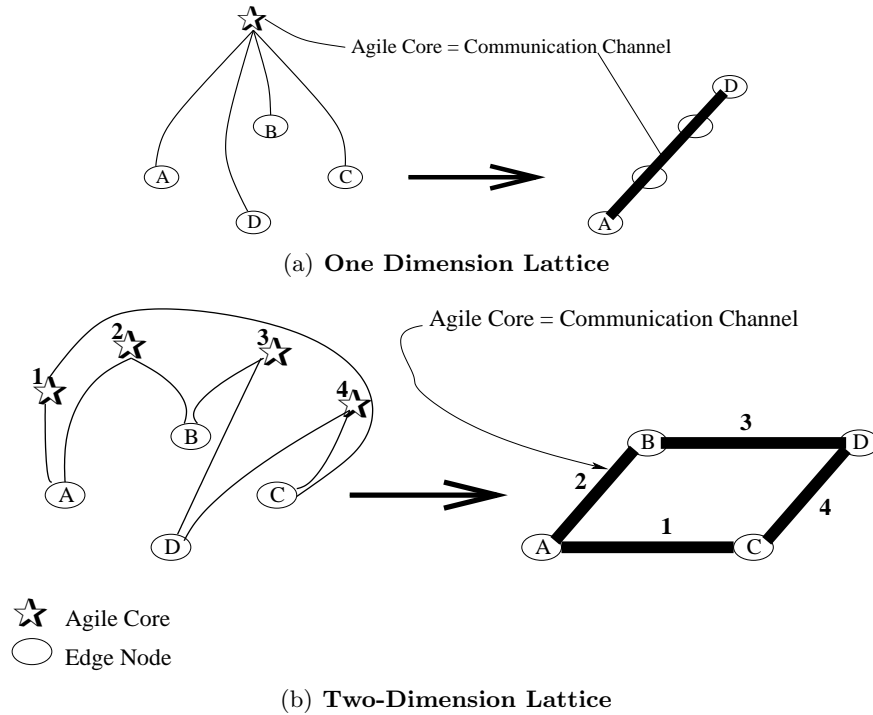 Agile Core = Communication Channel
D
B
A
C
D
A
(a) One Dimension Lattice
Agile Core = Communication Channel
2
3
1
4
B
A
C
D
B
3
D
2
4
1
A
C
Agile Core
Edge Node
(b) Two-Dimension Lattice